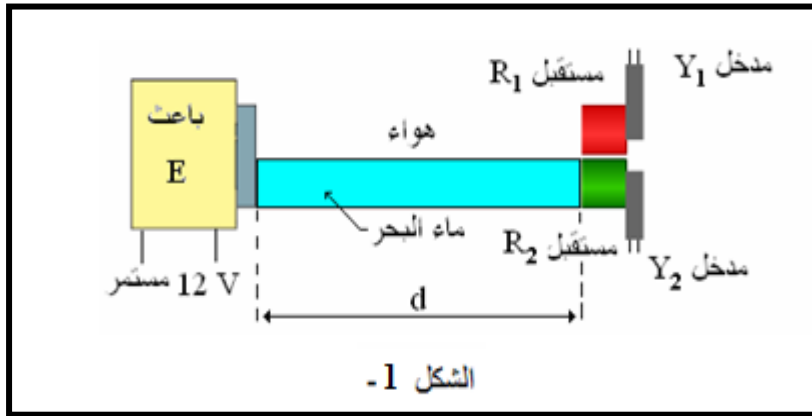 مدخل Y1
مستقبل R1
باعث
E
هواء
ماء البحر
مستقبل R2
مدخل Y2
12 V مستمر
d
الشكل 1-